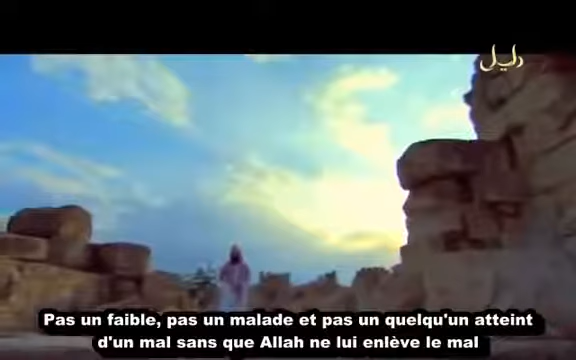 دليل
Pas un faible, pas un malade et pas un quelqu'un atteint
d'un mal sans que Allah ne lui enlève le mal